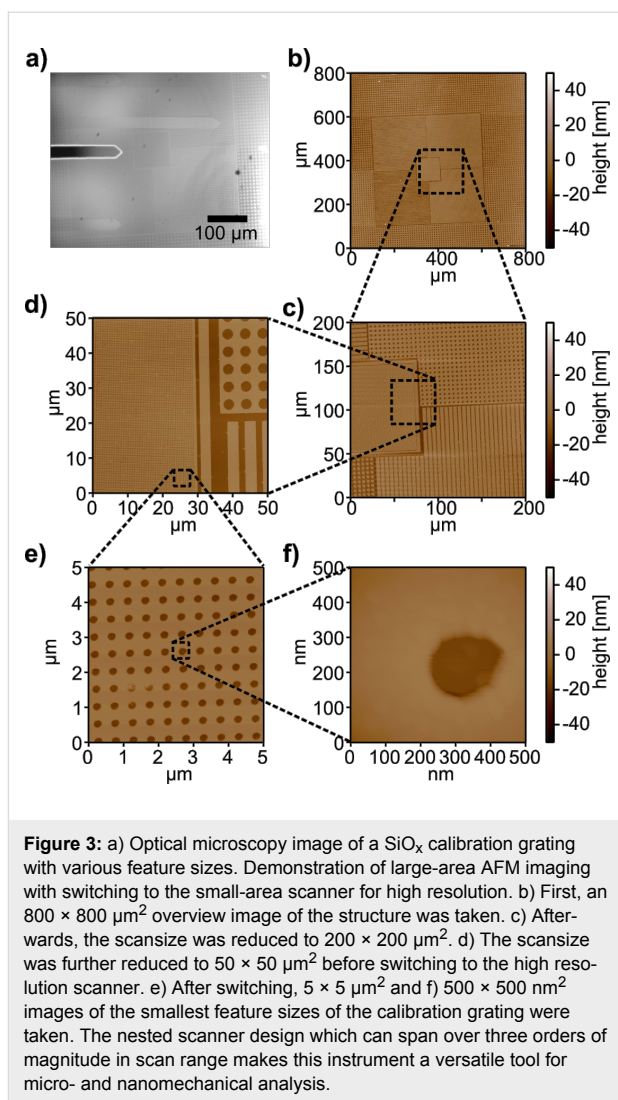 a)
100 µm
b)
800
600
400
200
0
µm
0 400 800
µm
40
20
0
-20
-40
height [nm]
d)
50
40
30
20
10
0
µm
0 10 20 30 40 50
µm
c)
200
150
100
50
0
µm
0 100 200
µm
40
20
0
-20
-40
height [nm]
e)
5
4
3
2
1
0
µm
0 1 2 3 4 5
µm
f)
500
400
300
200
100
0
nm
0 100 200 300 400 500
nm
40
20
0
-20
-40
height [nm]
Figure 3: a) Optical microscopy image of a SiOₓ calibration grating
with various feature sizes. Demonstration of large-area AFM imaging
with switching to the small-area scanner for high resolution. b) First, an
800 × 800 µm² overview image of the structure was taken. c) After-
wards, the scansize was reduced to 200 × 200 µm². d) The scansize
was further reduced to 50 × 50 µm² before switching to the high reso-
lution scanner. e) After switching, 5 × 5 µm² and f) 500 × 500 nm²
images of the smallest feature sizes of the calibration grating were
taken. The nested scanner design which can span over three orders of
magnitude in scan range makes this instrument a versatile tool for
micro- and nanomechanical analysis.